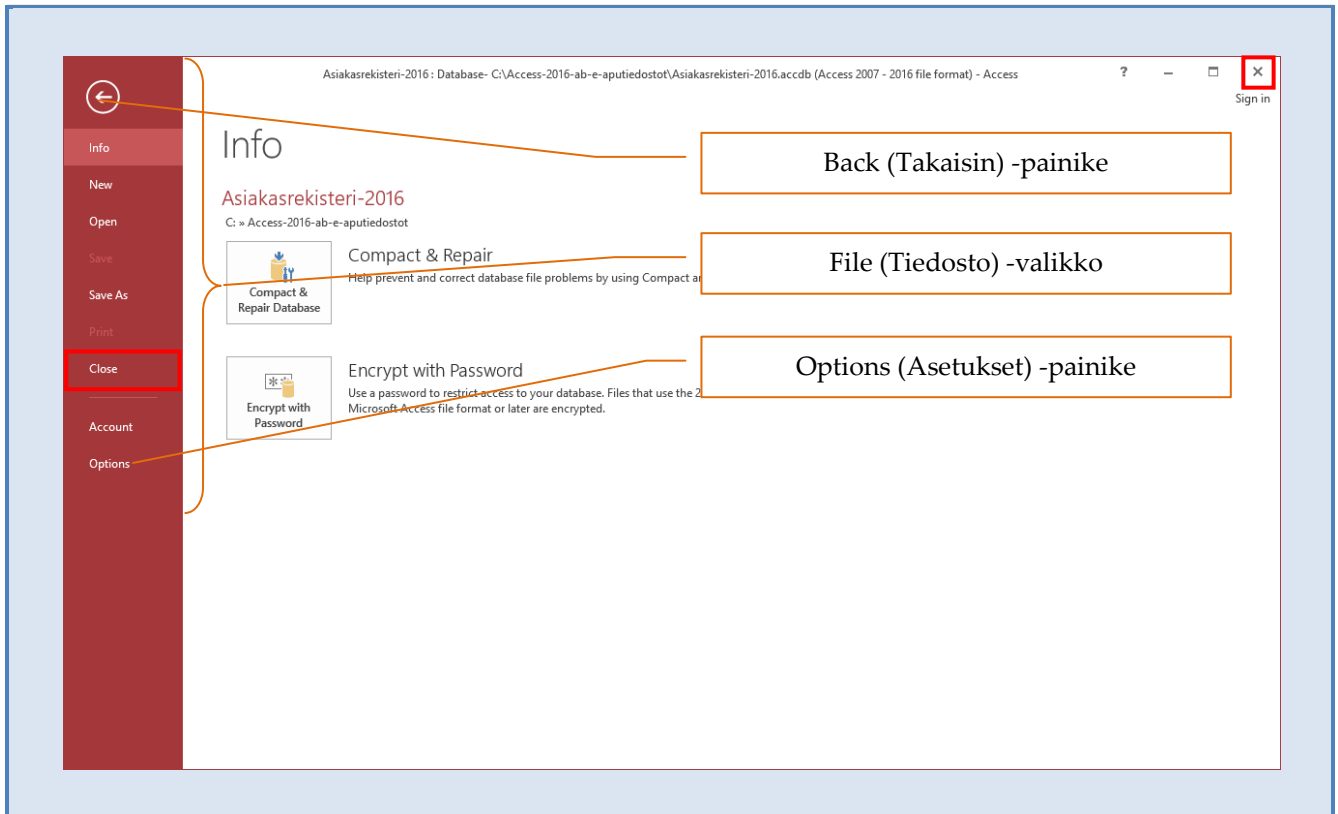 Asiakasrekisteri-2016 : Database- C:\Access-2016-ab-e-aputiedostot\Asiakasrekisteri-2016.accdb (Access 2007 - 2016 file format) - Access
?
Sign in
Info
New
Open
Save
Save As
Print
Close
Account
Options
Info
Asiakasrekisteri-2016
C: » Access-2016-ab-e-aputiedostot
Compact &
Repair Database
Compact & Repair
Help prevent and correct database file problems by using Compact
Encrypt with
Password
Encrypt with Password
Use a password to restrict access to your database. Files that use the
Microsoft Access file format or later are encrypted.
Back (Takaisin) -painike
File (Tiedosto) -valikko
Options (Asetukset) -painike